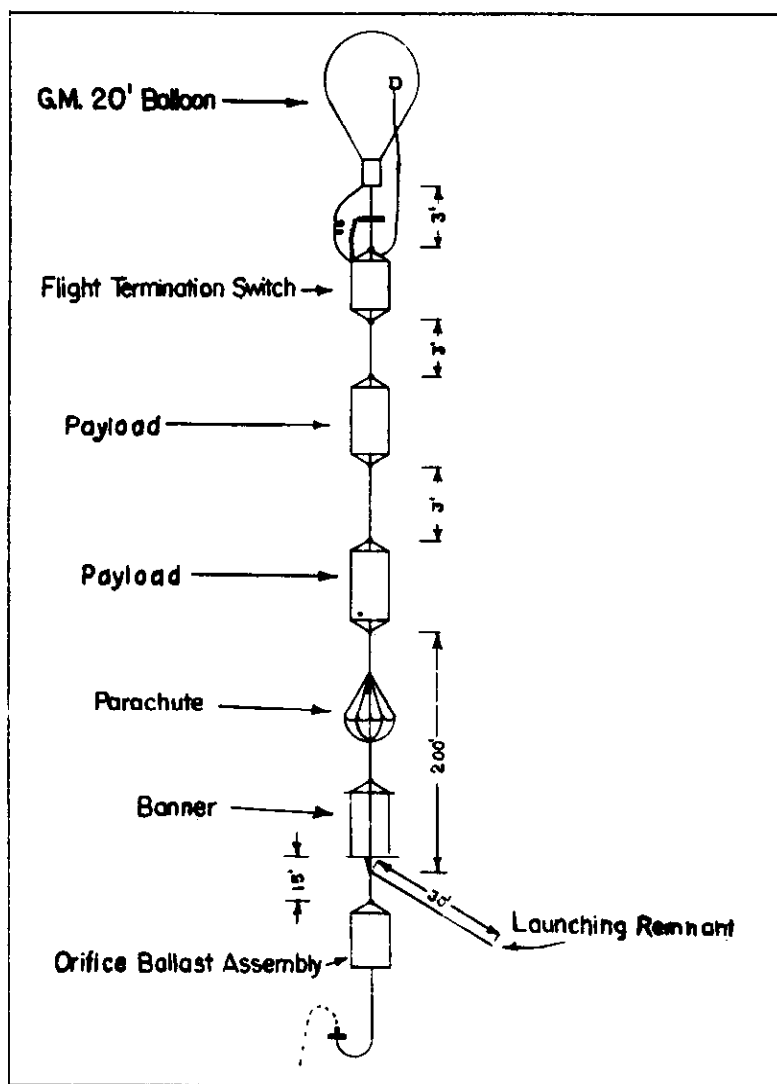 G.M. 20' Balloon
D
3'
Flight Termination Switch
3'
Payload
3'
Payload
Parachute
200'
Banner
15'
30'
Launching Remnant
Orifice Ballast Assembly